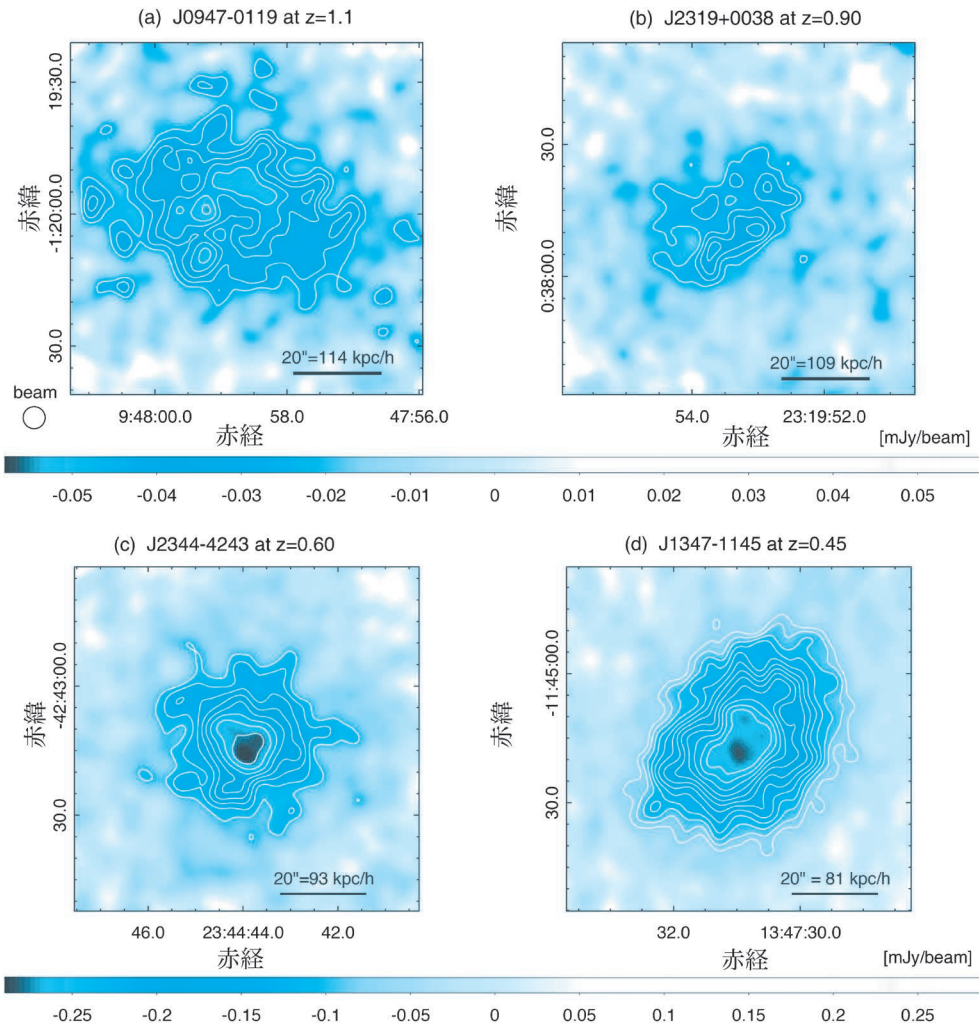 (a) J0947-0119 at z=1.1
(b) J2319+0038 at z=0.90
赤緯
19:30.0
-1:20:00.0
30.0
20"=114 kpc/h
beam
9:48:00.0 58.0 47:56.0
赤経
赤緯
30.0
0:38:00.0
20"=109 kpc/h
54.0 23:19:52.0
赤経
[mJy/beam]
-0.05 -0.04 -0.03 -0.02 -0.01 0 0.01 0.02 0.03 0.04 0.05
(c) J2344-4243 at z=0.60
(d) J1347-1145 at z=0.45
赤緯
-42:43:00.0
30.0
20"=93 kpc/h
46.0 23:44:44.0 42.0
赤経
赤緯
-11:45:00.0
30.0
20" = 81 kpc/h
32.0 13:47:30.0
赤経
[mJy/beam]
-0.25 -0.2 -0.15 -0.1 -0.05 0 0.05 0.1 0.15 0.2 0.25